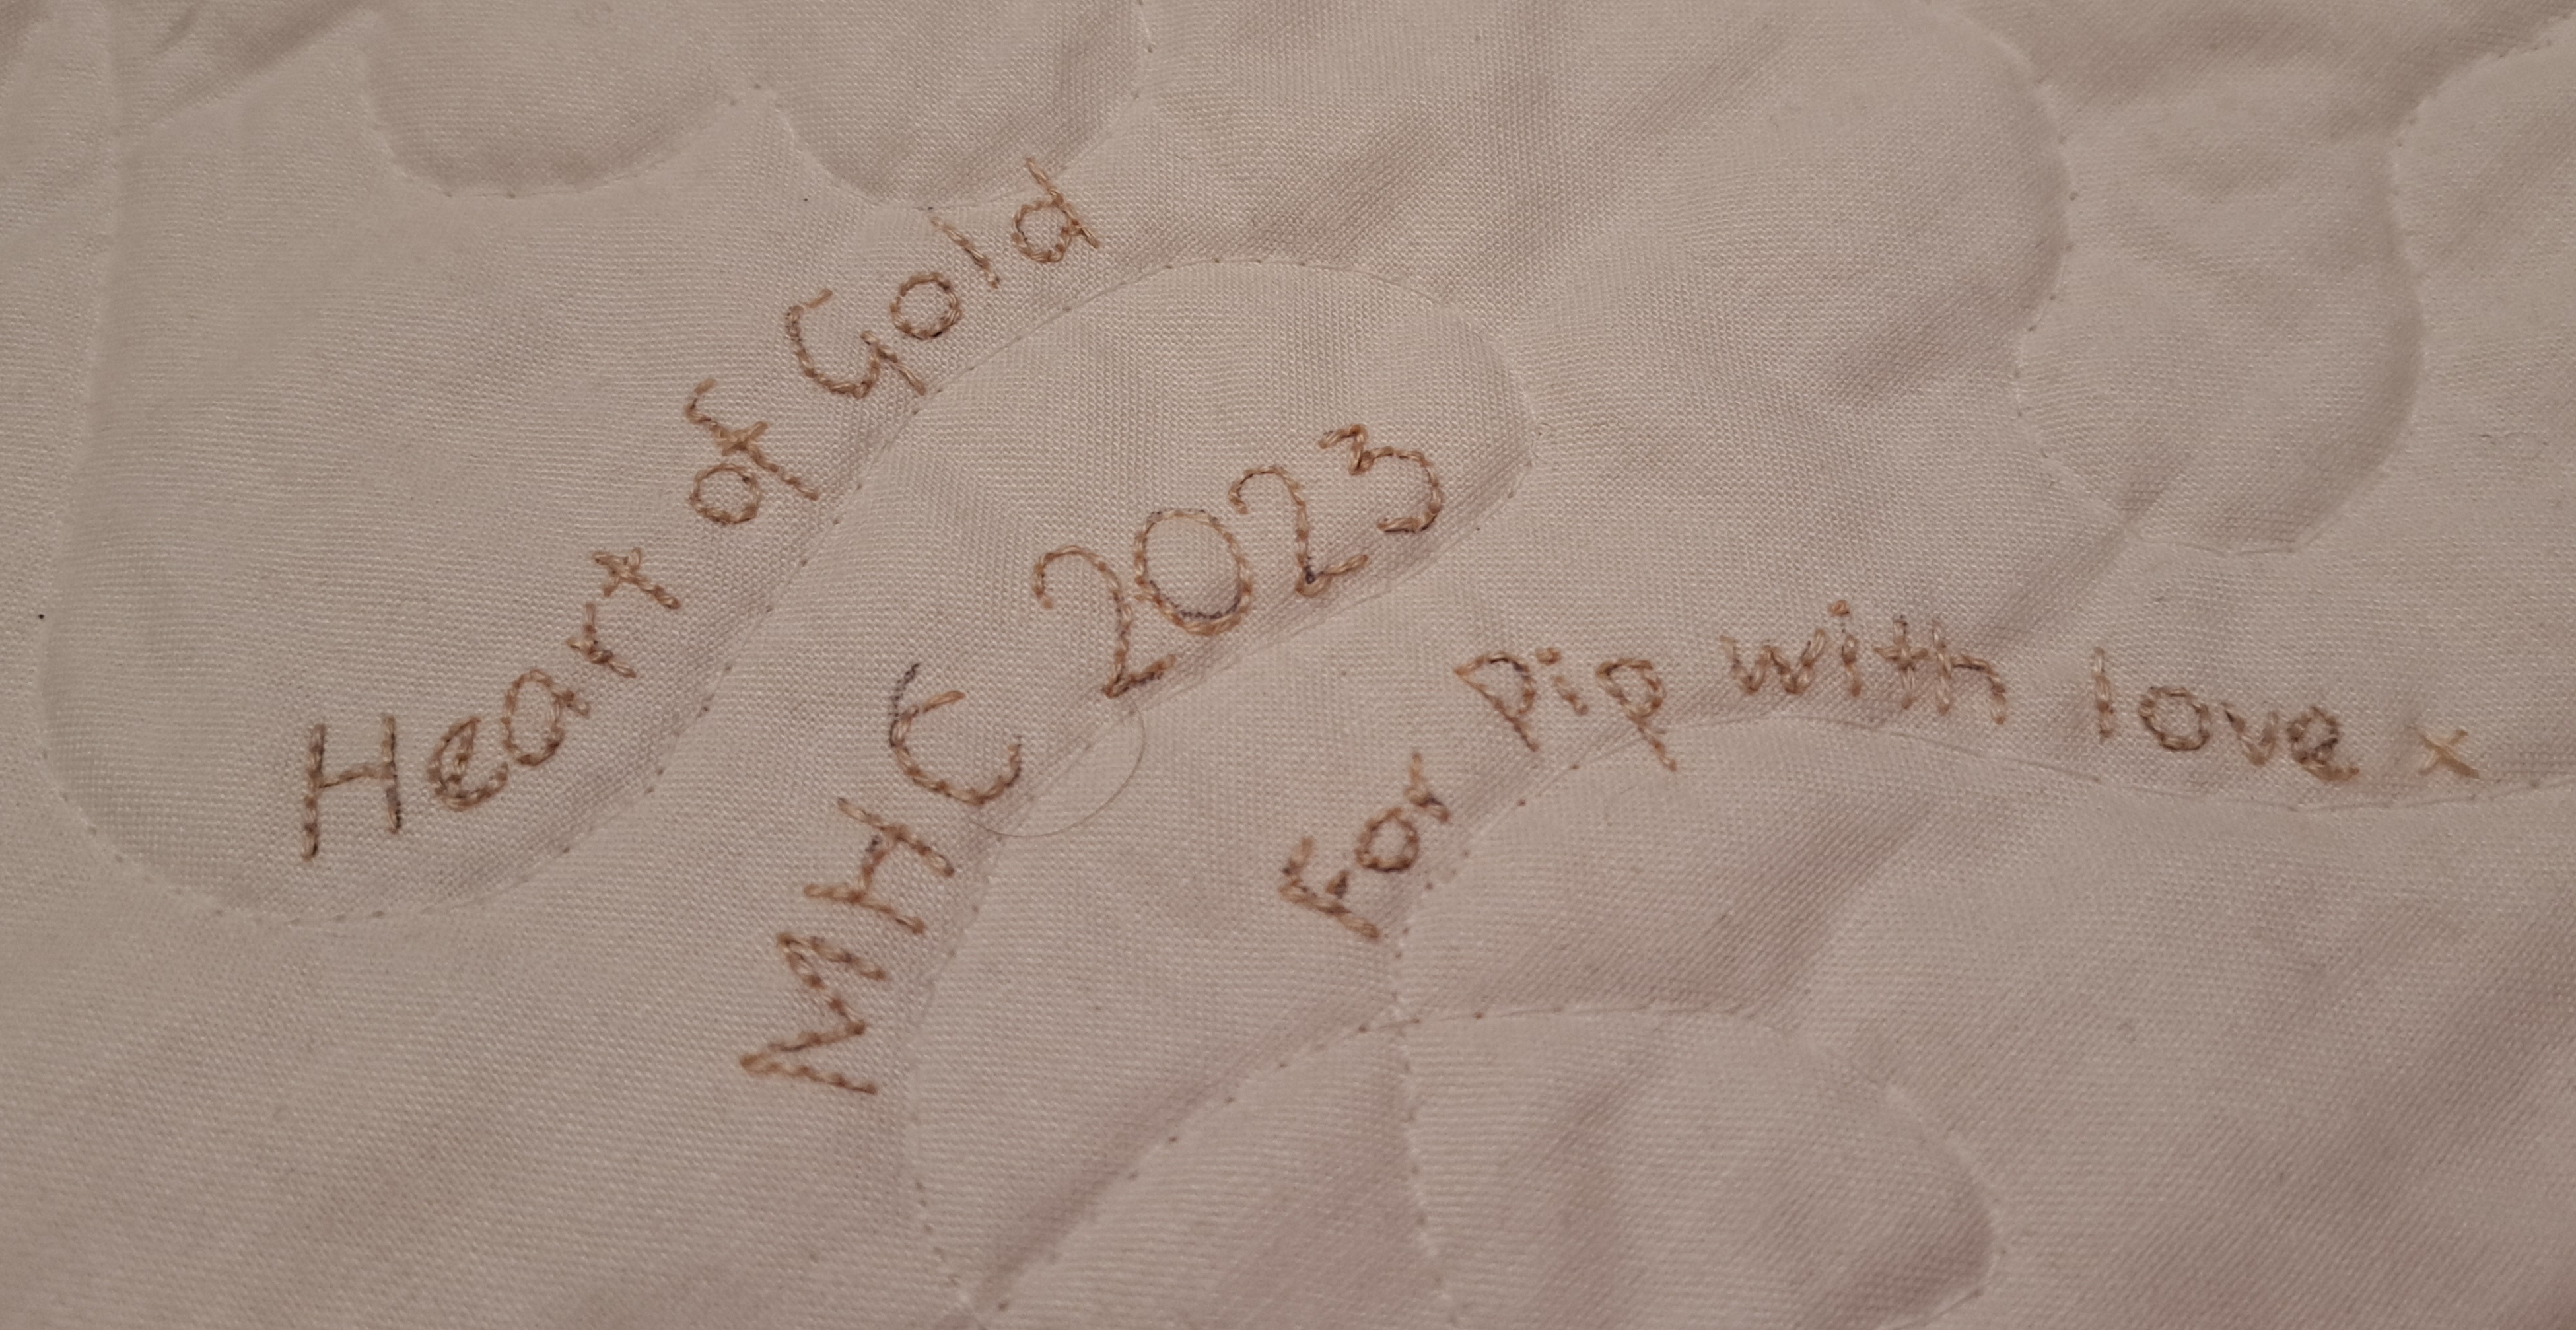 Heart of Gold
MHC 2023
For Pip with love x